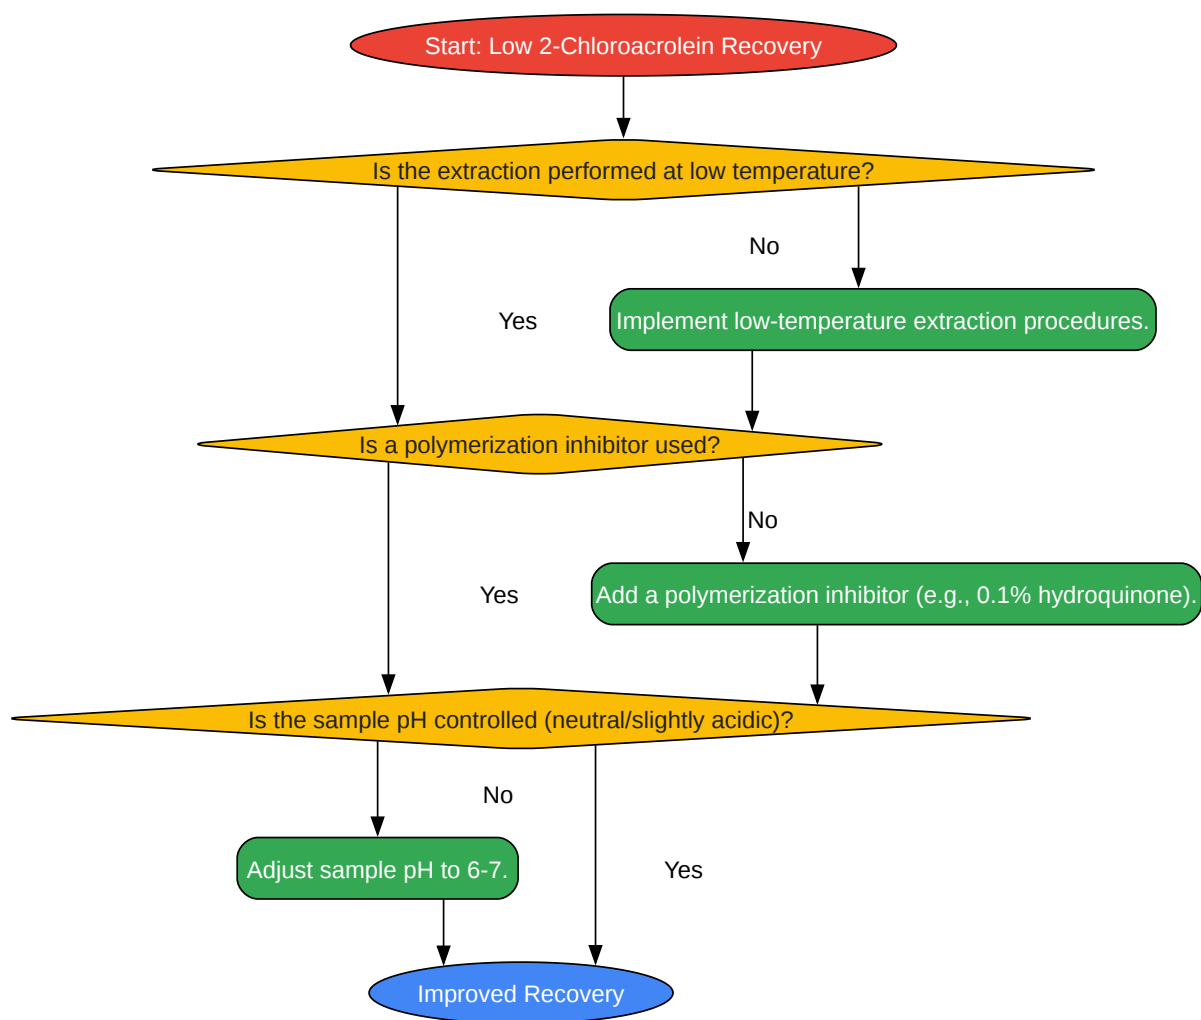 Start: Low 2-Chloroacrolein Recovery
Is the extraction performed at low temperature?
No
Yes
Implement low-temperature extraction procedures.
Is a polymerization inhibitor used?
No
Yes
Add a polymerization inhibitor (e.g., 0.1% hydroquinone).
Is the sample pH controlled (neutral/slightly acidic)?
No
Adjust sample pH to 6-7.
Yes
Improved Recovery